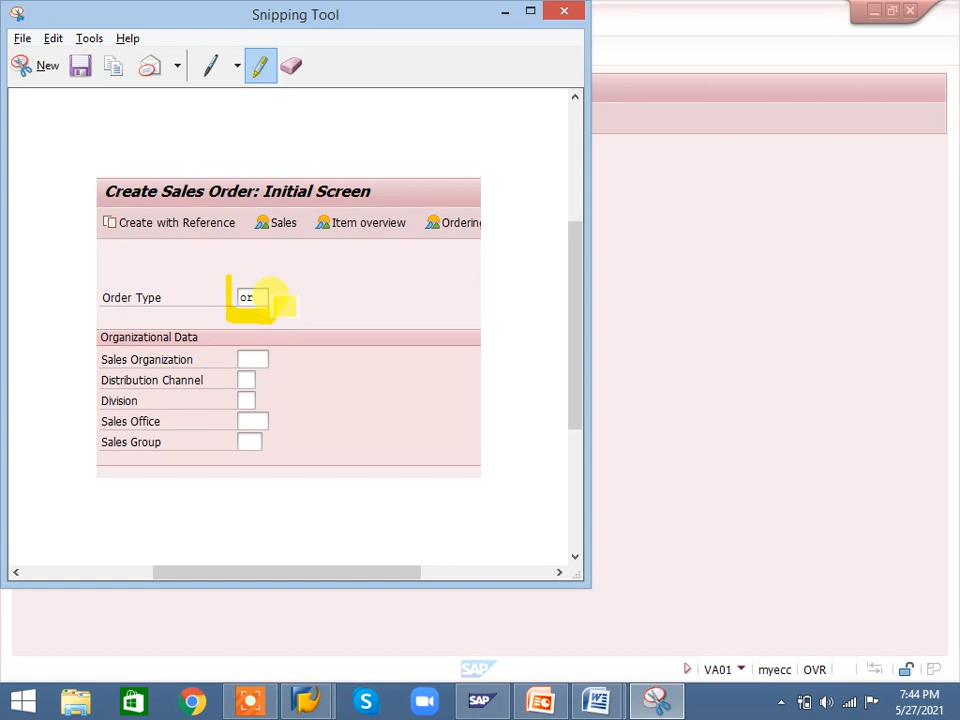 Snipping Tool
File Edit Tools Help
New
Create Sales Order: Initial Screen
Create with Reference Sales Item overview Ordering
Order Type or
Organizational Data
Sales Organization
Distribution Channel
Division
Sales Office
Sales Group
SAP
VA01 myecc OVR
S SAP P W
7:44 PM
5/27/2021